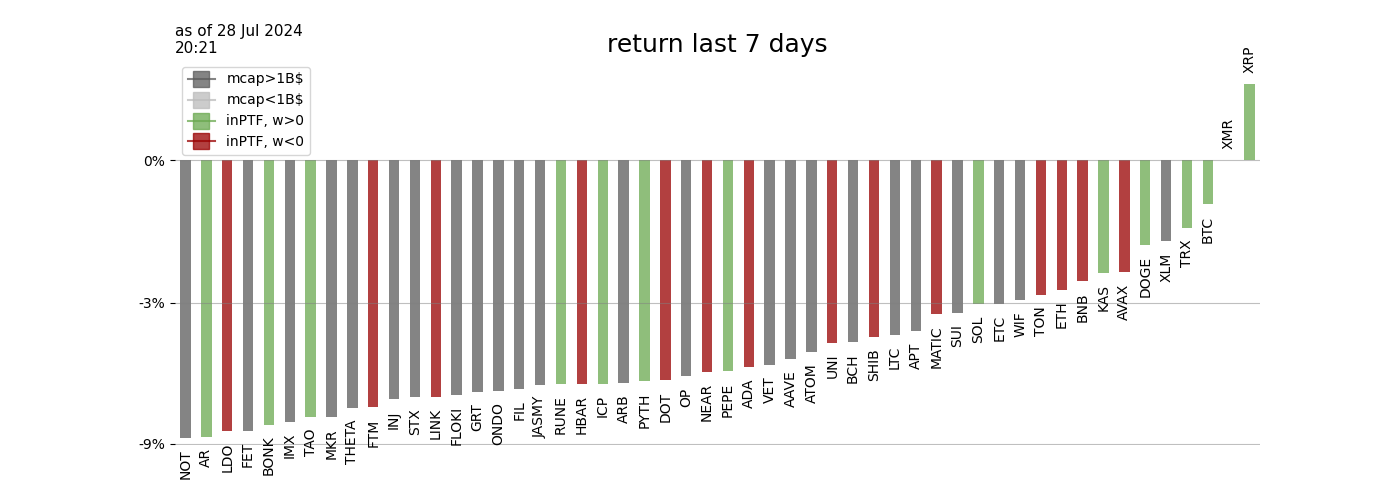 as of 28 Jul 2024
20:21
return last 7 days
mcap>1B$
mcap<1B$
inPTF, w>0
inPTF, w<0
0%
-3%
-9%
NOT
AR
LDO
FET
BONK
IMX
TAO
MKR
THETA
FTM
INJ
STX
LINK
FLOKI
GRT
ONDO
FIL
JASMY
RUNE
HBAR
ICP
ARB
PYTH
DOT
OP
NEAR
PEPE
ADA
VET
AAVE
ATOM
UNI
BCH
SHIB
LTC
APT
MATIC
SUI
SOL
ETC
WIF
TON
ETH
BNB
KAS
AVAX
DOGE
XLM
TRX
BTC
XMR
XRP